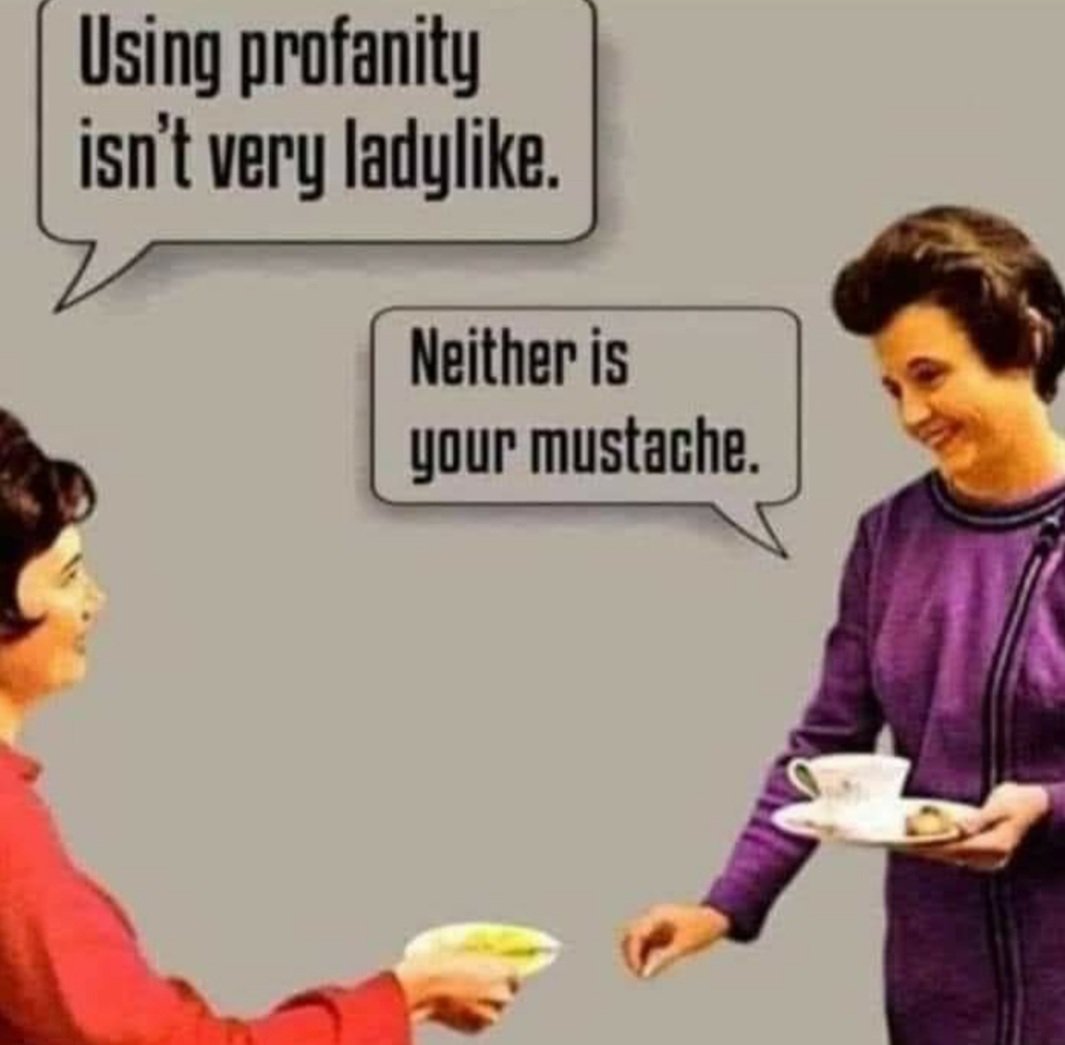 Using profanity
isn't very ladylike.
Neither is
your mustache.